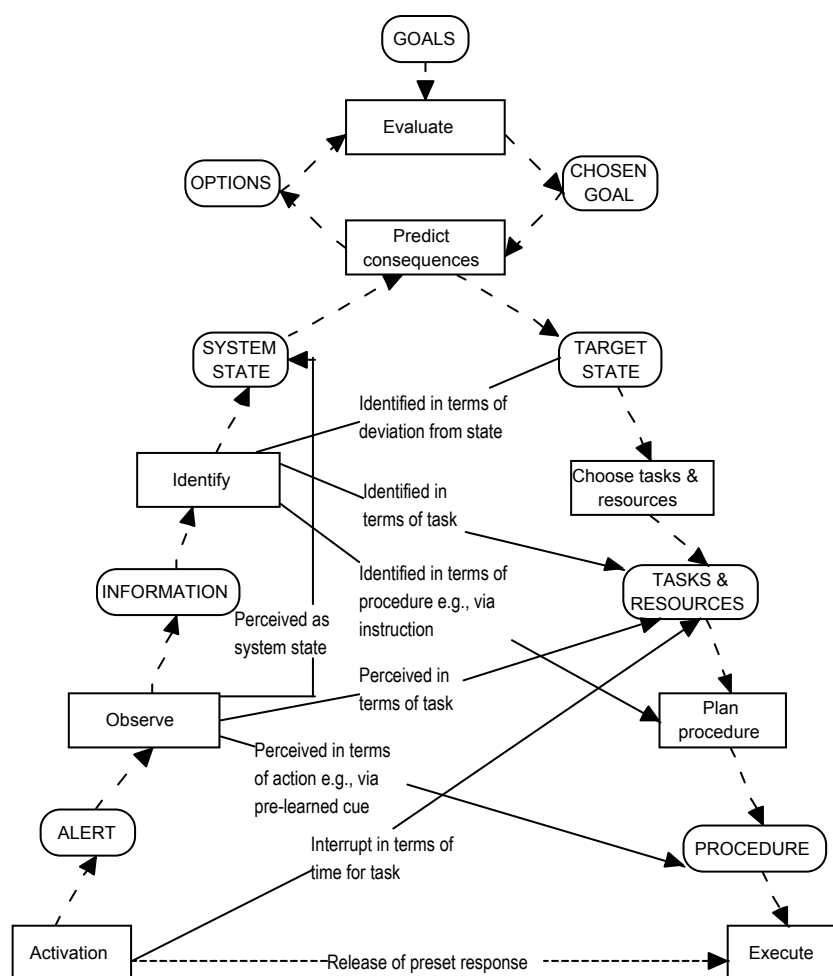 GOALS
Evaluate
OPTIONS
CHOSEN
GOAL
Predict
consequences
SYSTEM
STATE
TARGET
STATE
Identified in terms of
deviation from state
Identify
Choose tasks &
resources
Identified in
terms of task
Identified in terms of
procedure e.g., via
instruction
INFORMATION
TASKS &
RESOURCES
Perceived as
system state
Perceived in
terms of task
Observe
Plan
procedure
Perceived in terms
of action e.g., via
pre-learned cue
ALERT
Interrupt in terms of
time for task
PROCEDURE
Activation
Release of preset response
Execute